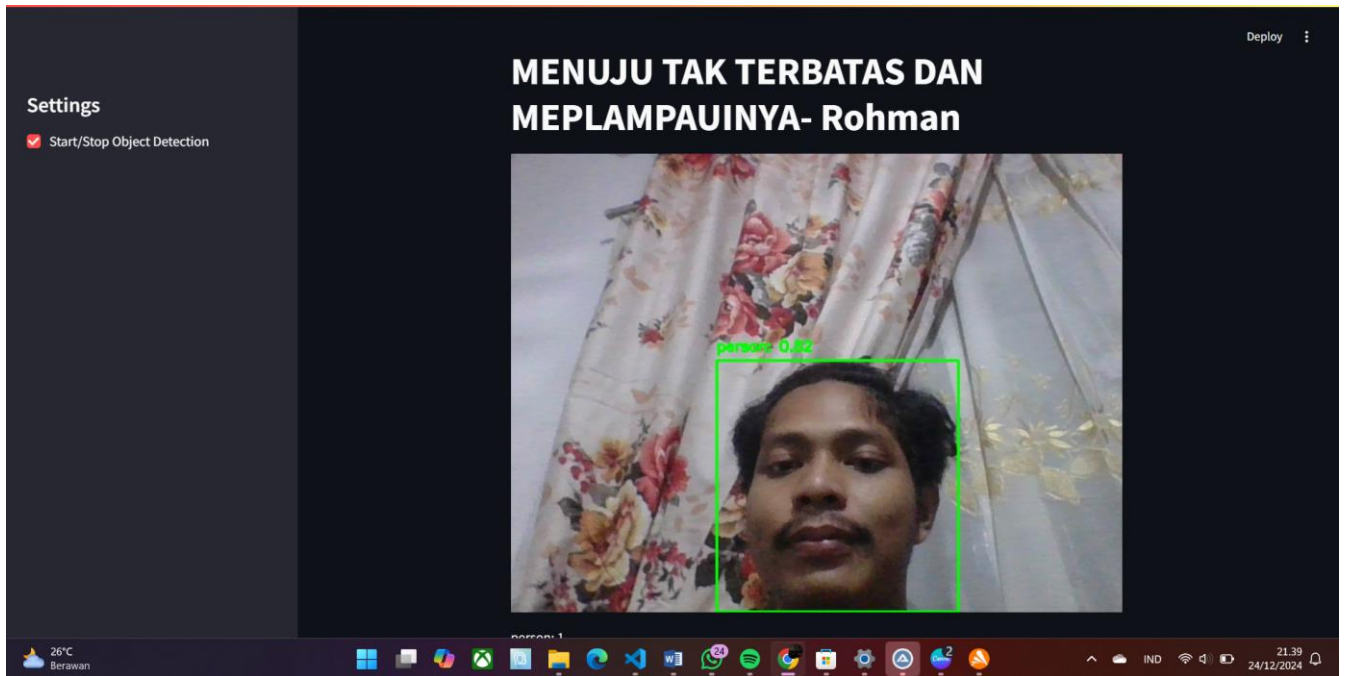 Deploy
Settings
Start/Stop Object Detection
MENUJU TAK TERBATAS DAN
MEPLAMPAUINYA- Rohman
person- 0.82
person: 1
26°C
Berawan
24
2
IND
21.39
24/12/2024